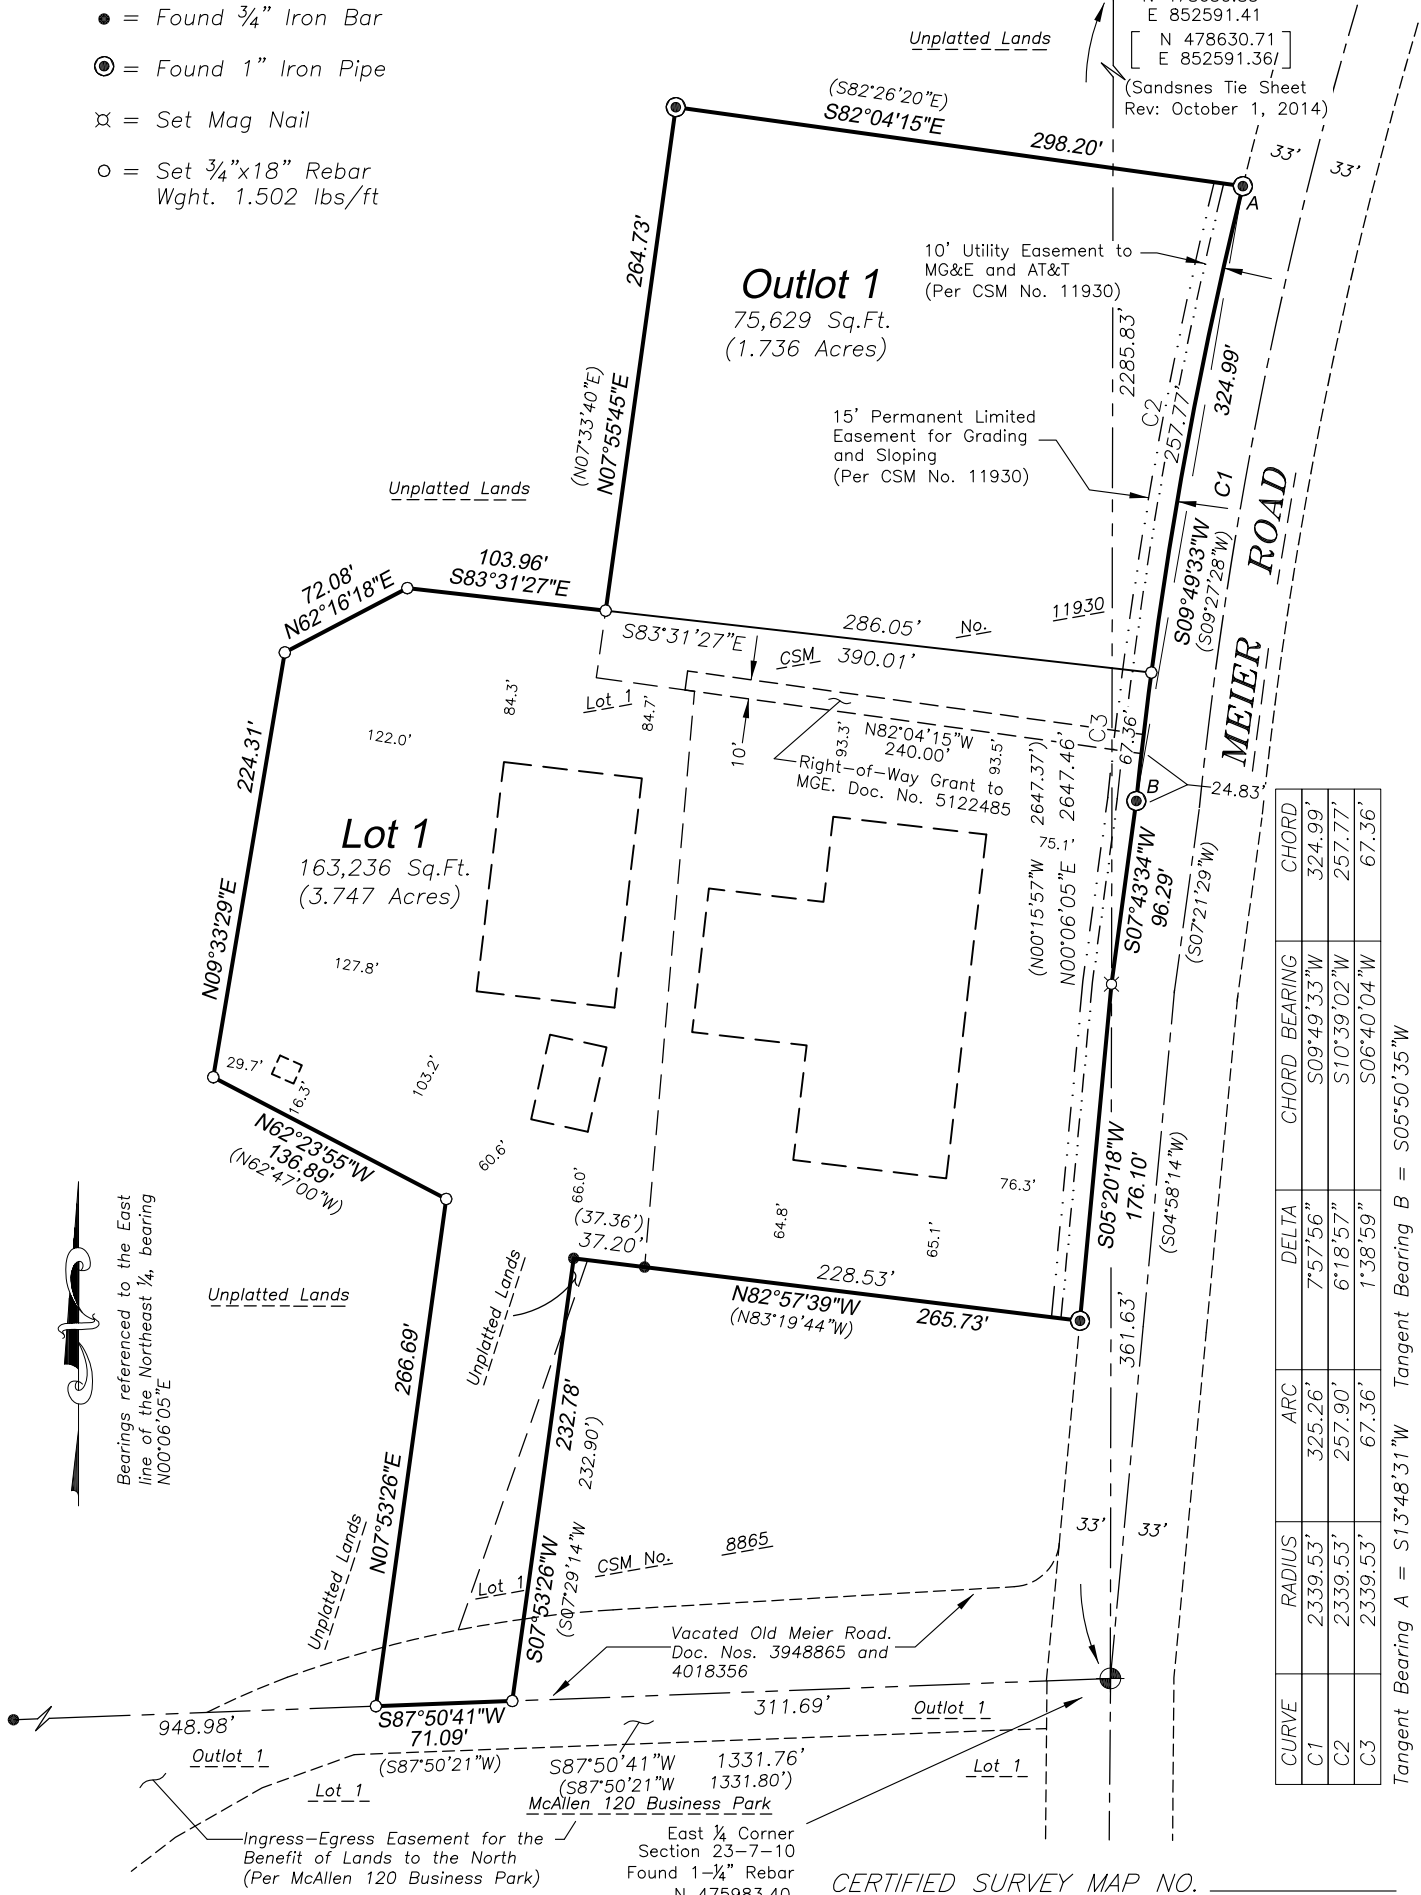 ● = Found ¾" Iron Bar
= Found 1" Iron Pipe
= Set Mag Nail
○ = Set ¾"x18" Rebar
Wght. 1.502 lbs/ft
E 852591.41
[ N 478630.71 ]
[ E 852591.36 ]
(Sandsnes Tie Sheet
Rev: October 1, 2014)
Unplatted Lands
(S82°26'20"E)
S82°04'15"E
298.20'
33'
33'
A
264.73'
(N07°33'40"E)
N07°55'45"E
Outlot 1
75,629 Sq.Ft.
(1.736 Acres)
10' Utility Easement to
MG&E and AT&T
(Per CSM No. 11930)
2285.83'
C2
257.77'
324.99'
C1
15' Permanent Limited
Easement for Grading
and Sloping
(Per CSM No. 11930)
S09°49'33"W
(S09°27'28"W)
MEIER ROAD
Unplatted Lands
103.96'
S83°31'27"E
72.08'
N62°16'18"E
S83°31'27"E
286.05'
No.
11930
CSM
390.01'
Lot 1
84.3'
84.7'
122.0'
10'
93.3'
N82°04'15"W
240.00'
93.5'
Right-of-Way Grant to
MGE. Doc. No. 5122485
C3
67.36'
B
24.83'
224.31'
N09°33'29"E
Lot 1
163,236 Sq.Ft.
(3.747 Acres)
127.8'
(N00°15'57"W 2647.37')
N00°06'05"E 2647.46'
75.1'
S07°43'34"W
96.29'
(S07°21'29"W)
29.7'
16.3'
103.2'
N62°23'55"W
136.89'
(N62°47'00"W)
60.6'
66.0'
(37.36')
37.20'
64.8'
65.1'
76.3'
S05°20'18"W
176.10'
(S04°58'14"W)
228.53'
N82°57'39"W
(N83°19'44"W)
265.73'
361.63'
Bearings referenced to the East
line of the Northeast ¼, bearing
N00°06'05"E
Unplatted Lands
Unplatted Lands
266.69'
N07°53'26"E
Unplatted Lands
232.78'
232.90')
S07°53'26"W
(S07°29'14"W
Lot 1
CSM No.
8865
33'
33'
Vacated Old Meier Road.
Doc. Nos. 3948865 and
4018356
948.98'
S87°50'41"W
71.09'
(S87°50'21"W)
311.69'
Outlot 1
Outlot 1
S87°50'41"W 1331.76'
(S87°50'21"W 1331.80')
Lot 1
Lot 1
McAllen 120 Business Park
Ingress-Egress Easement for the
Benefit of Lands to the North
(Per McAllen 120 Business Park)
East ¼ Corner
Section 23-7-10
Found 1-¼" Rebar
N 475983.40
CERTIFIED SURVEY MAP NO.
CURVE RADIUS ARC DELTA CHORD BEARING CHORD
C1 2339.53' 325.26' 7°57'56" S09°49'33"W 324.99'
C2 2339.53' 257.90' 6°18'57" S10°39'02"W 257.77'
C3 2339.53' 67.36' 1°38'59" S06°40'04"W 67.36'
Tangent Bearing A = S13°48'31"W Tangent Bearing B = S05°50'35"W